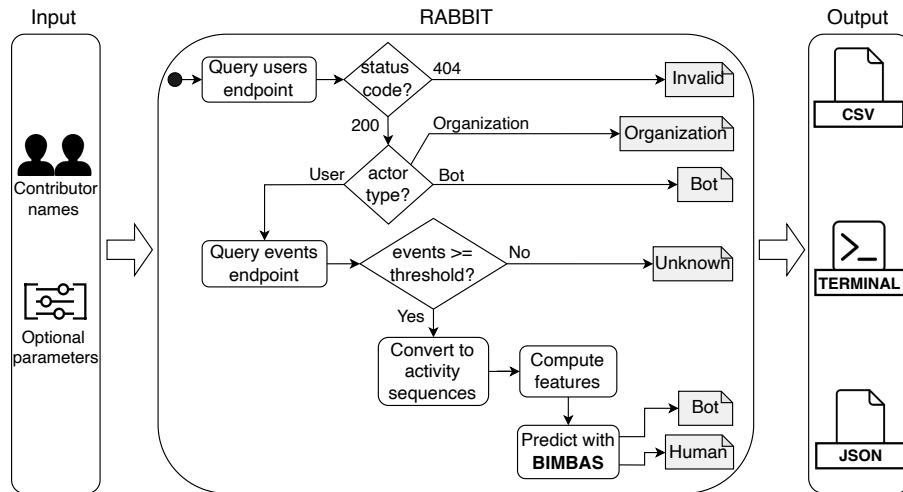 Input
RABBIT
Output
Query users
endpoint
status
code?
404
Invalid
200
Organization
Organization
User
actor
type?
Bot
Bot
Contributor
names
Query events
endpoint
events >=
threshold?
No
Unknown
Yes
Optional
parameters
Convert to
activity
sequences
Compute
features
Predict with
BIMBAS
Bot
Human
CSV
TERMINAL
JSON